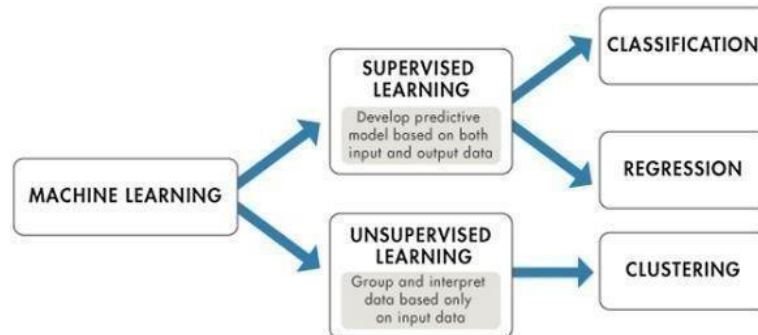 MACHINE LEARNING
SUPERVISED
LEARNING
Develop predictive
model based on both
input and output data
UNSUPERVISED
LEARNING
Group and interpret
data based only
on input data
CLASSIFICATION
REGRESSION
CLUSTERING